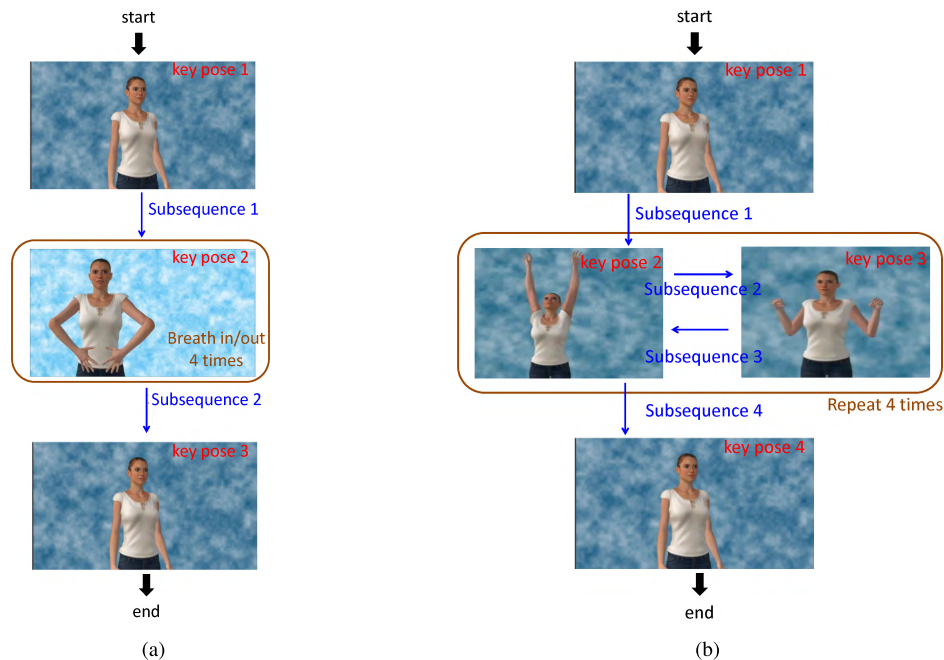 start
key pose 1
Subsequence 1
key pose 2
Breath in/out
4 times
Subsequence 2
key pose 3
end
(a)
start
key pose 1
Subsequence 1
key pose 2
key pose 3
Subsequence 2
Subsequence 3
Repeat 4 times
Subsequence 4
key pose 4
end
(b)